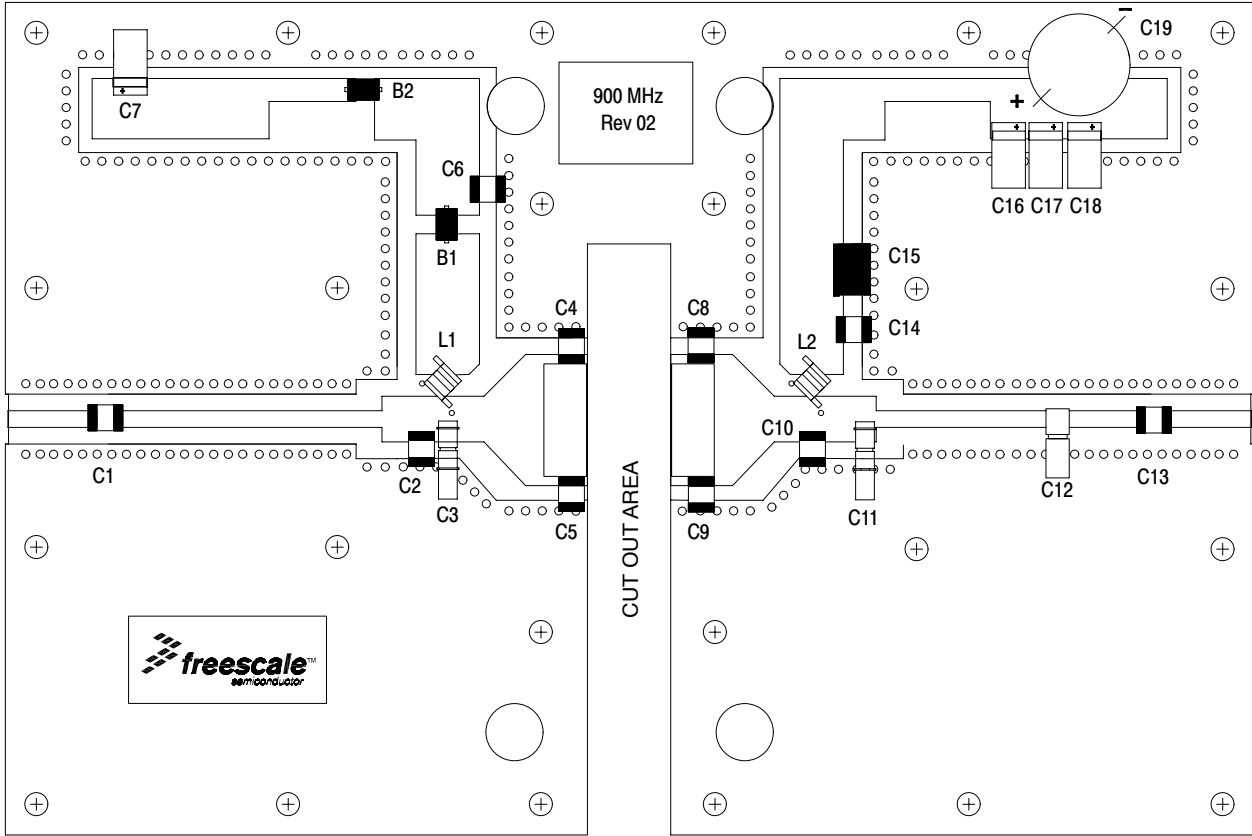 C19
C7
B2
900 MHz
Rev 02
C6
C16
C17
C18
B1
C15
C4
C8
C14
L1
L2
C10
C1
C2
C3
C5
C9
C11
C12
C13
CUT OUT AREA
freescale™
semiconductor